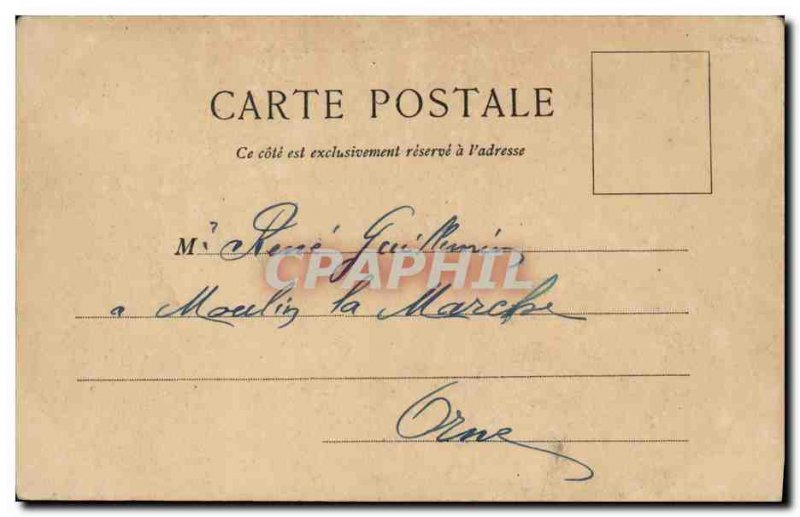 CARTE POSTALE
Ce côté est exclusivement réservé à l'adresse
Mr René Guillemin
CPAPHIL
a Moulin la Marche
Orne